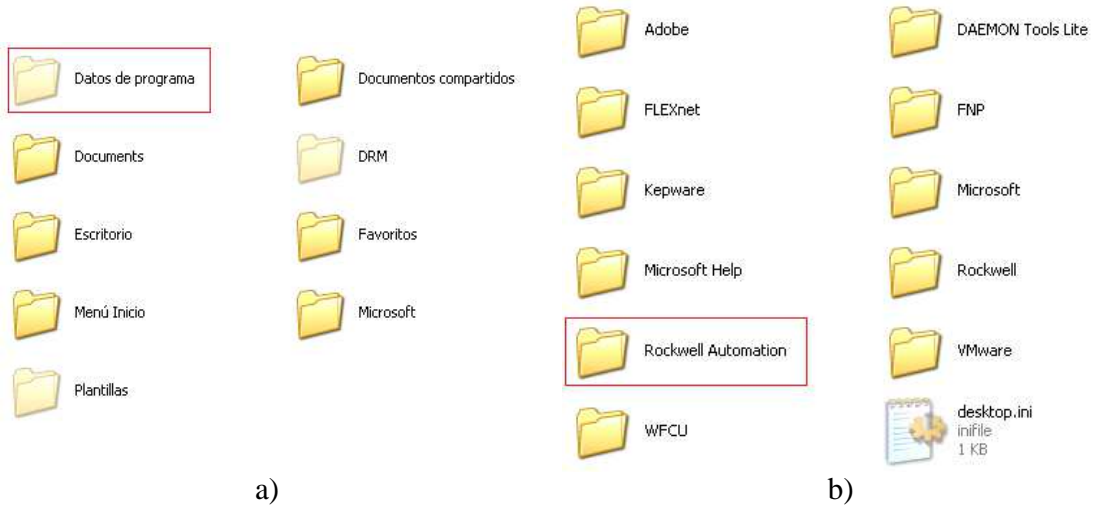 Datos de programa
Documentos compartidos
Documents
DRM
Escritorio
Favoritos
Menú Inicio
Microsoft
Plantillas
a)
Adobe
DAEMON Tools Lite
FLEXnet
FNP
Kepware
Microsoft
Microsoft Help
Rockwell
Rockwell Automation
VMware
WFCU
desktop.ini
inifile
1 KB
b)